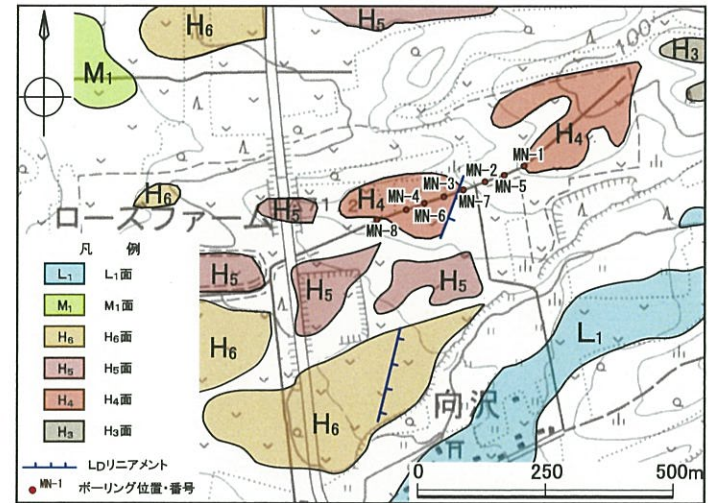 H6
H5
M1
100
H3
H4
MN-1
MN-2
MN-5
MN-3
MN-7
H6
H4
MN-4
MN-6
2
H5
71
MN-8
ローズファーム
凡 例
L1 L1面
M1 M1面
H6 H6面
H5 H5面
H4 H4面
H3 H3面
LDリニアメント
MN-1 ボーリング位置・番号
H5
H5
H5
H6
H6
L1
向沢
0 250 500m